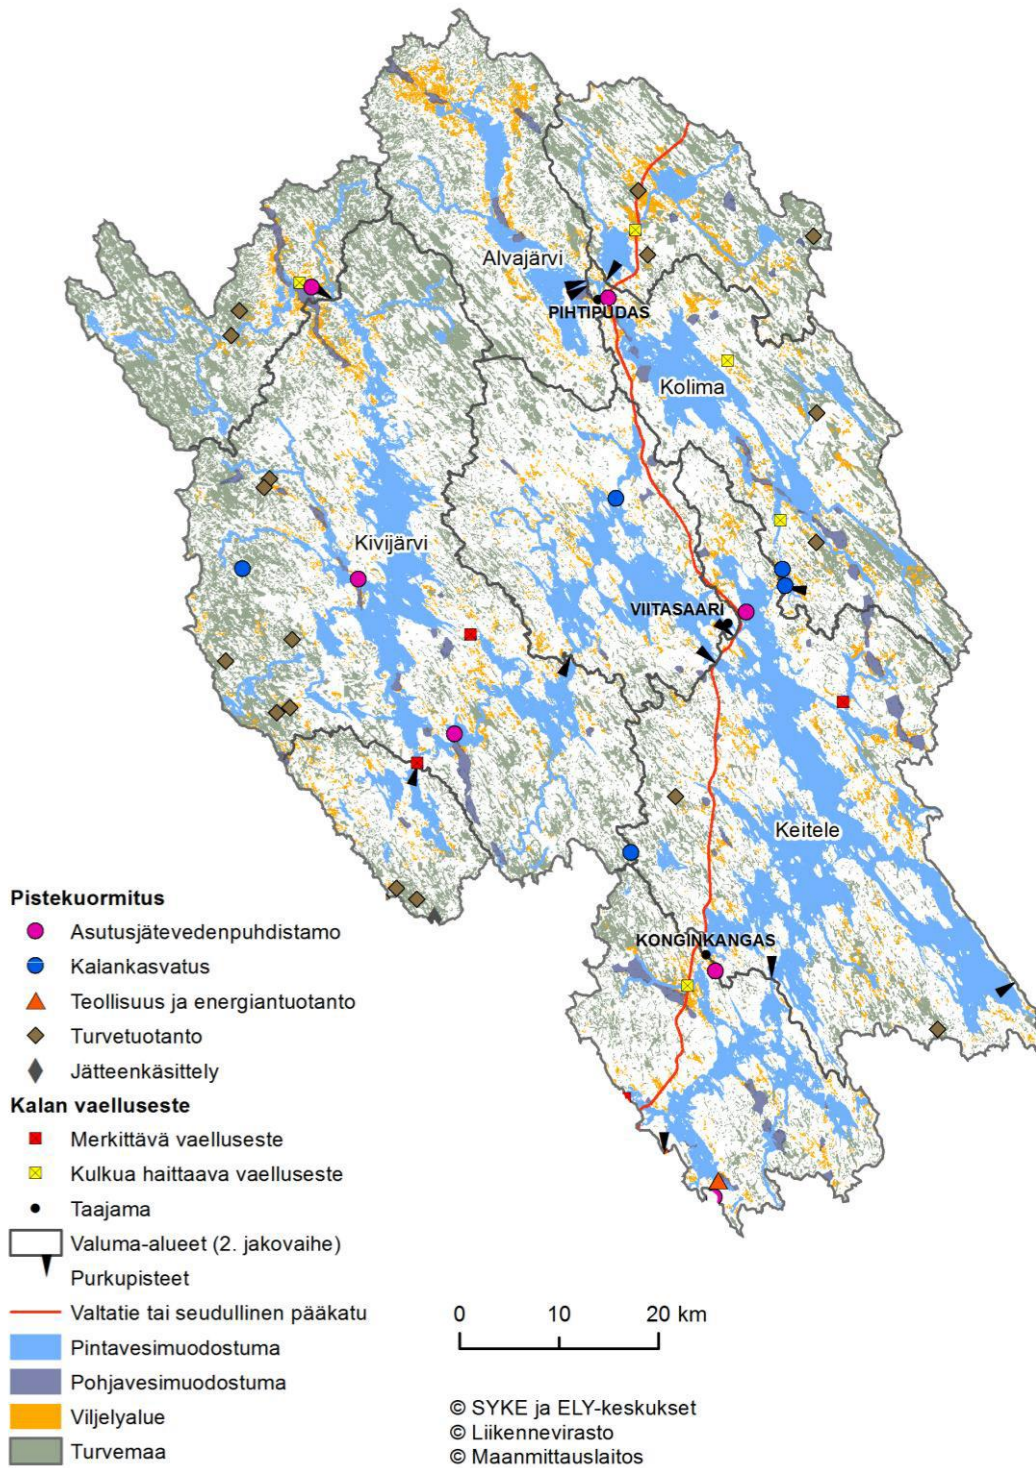 Alvajärvi
PIHTIPUDAS
Kolima
Kivijärvi
VIITASAARI
Keitele
KONGINKANGAS
Pistekuormitus
Asutusjätevedenpuhdistamo
Kalankasvatus
Teollisuus ja energiantuotanto
Turvetuotanto
Jätteenkäsittely
Kalan vaelluseste
Merkittävä vaelluseste
Kulkua haittaava vaelluseste
Taajama
Valuma-alueet (2. jakovaihe)
Purkupisteet
Valtatie tai seudullinen pääkatu
Pintavesimuodostuma
Pohjavesimuodostuma
Viljelyalue
Turvemaa
0 10 20 km
© SYKE ja ELY-keskukset
© Liikennevirasto
© Maanmittauslaitos